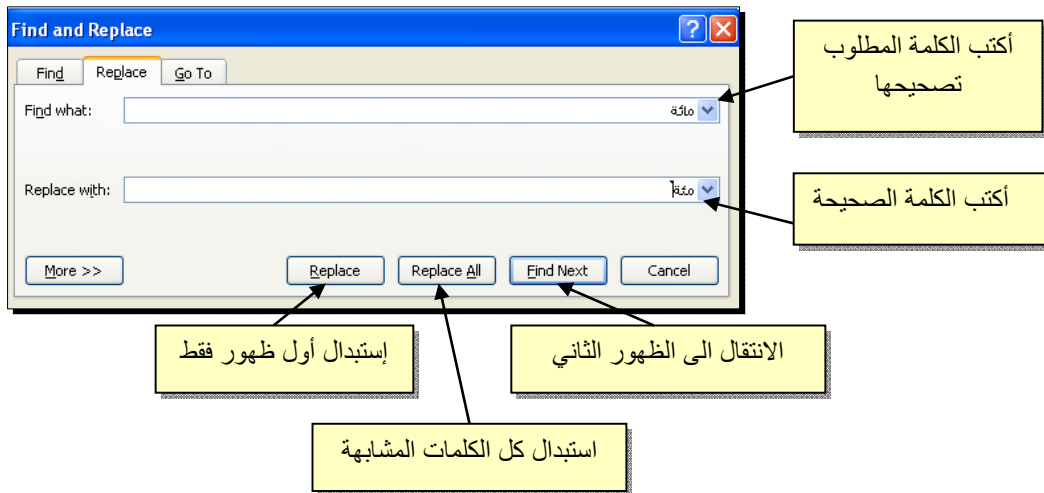 Find and Replace
أكتب الكلمة المطلوب
تصحيحها
Find Replace Go To
Find what: مائة
Replace with: مئة
أكتب الكلمة الصحيحة
More >> Replace Replace All Find Next Cancel
إستبدال أول ظهور فقط
الانتقال الى الظهور الثاني
استبدال كل الكلمات المشابهة